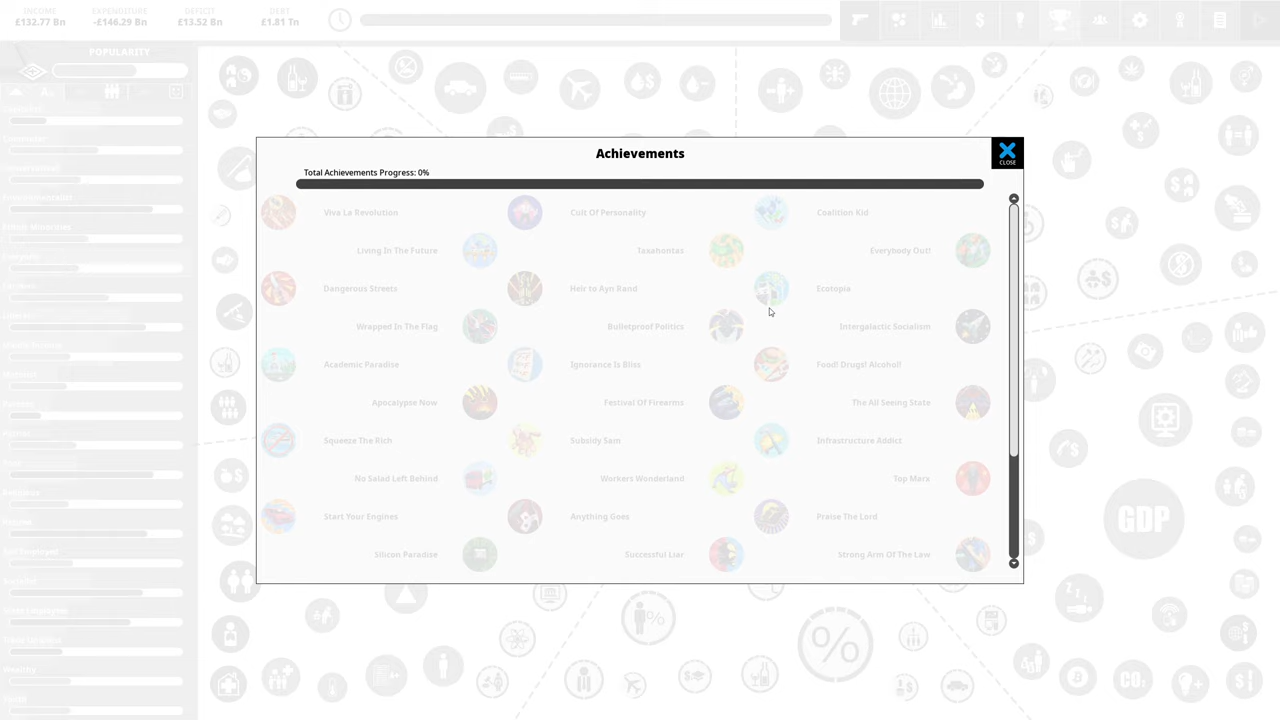 INCOME EXPENDITURE DEFICIT DEBT
£132.77 Bn -£146.29 Bn £13.52 Bn £1.81 Tn
POPULARITY
Achievements
CLOSE
Total Achievements Progress: 0%
Viva La Revolution
Cult Of Personality
Coalition Kid
Living In The Future
Taxahontas
Everybody Out!
Dangerous Streets
Heir to Ayn Rand
Ecotopia
Wrapped In The Flag
Bulletproof Politics
Intergalactic Socialism
Academic Paradise
Ignorance Is Bliss
Food! Drugs! Alcohol!
Apocalypse Now
Festival Of Firearms
The All Seeing State
Squeeze The Rich
Subsidy Sam
Infrastructure Addict
No Salad Left Behind
Workers Wonderland
Top Marx
Start Your Engines
Anything Goes
Praise The Lord
Silicon Paradise
Successful Liar
Strong Arm Of The Law
GDP
CO₂